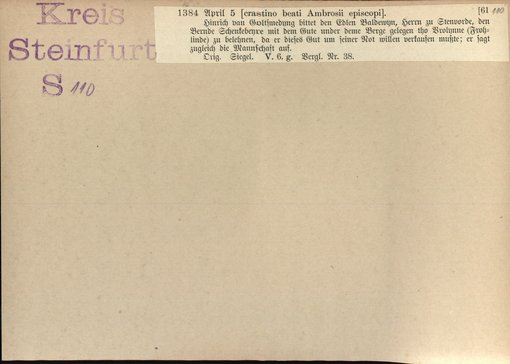 Kreis
Steinfurt
S 110
1384 April 5 [crastino beati Ambrosii episcopi]. [61 110
Hinrich van Goltsmedyng bittet den Edlen Baldewyn, Herrn zu Stenvorde, den
Bernde Schenkebeyre mit dem Gute under deme Berge gelegen tho Vrolynne (Froh-
linde) zu belehnen, da er dieses Gut um seiner Not willen verkaufen mußte; er sagt
zugleich die Mannschaft auf.
Orig. Siegel. V. 6. g. Vergl. Nr. 38.